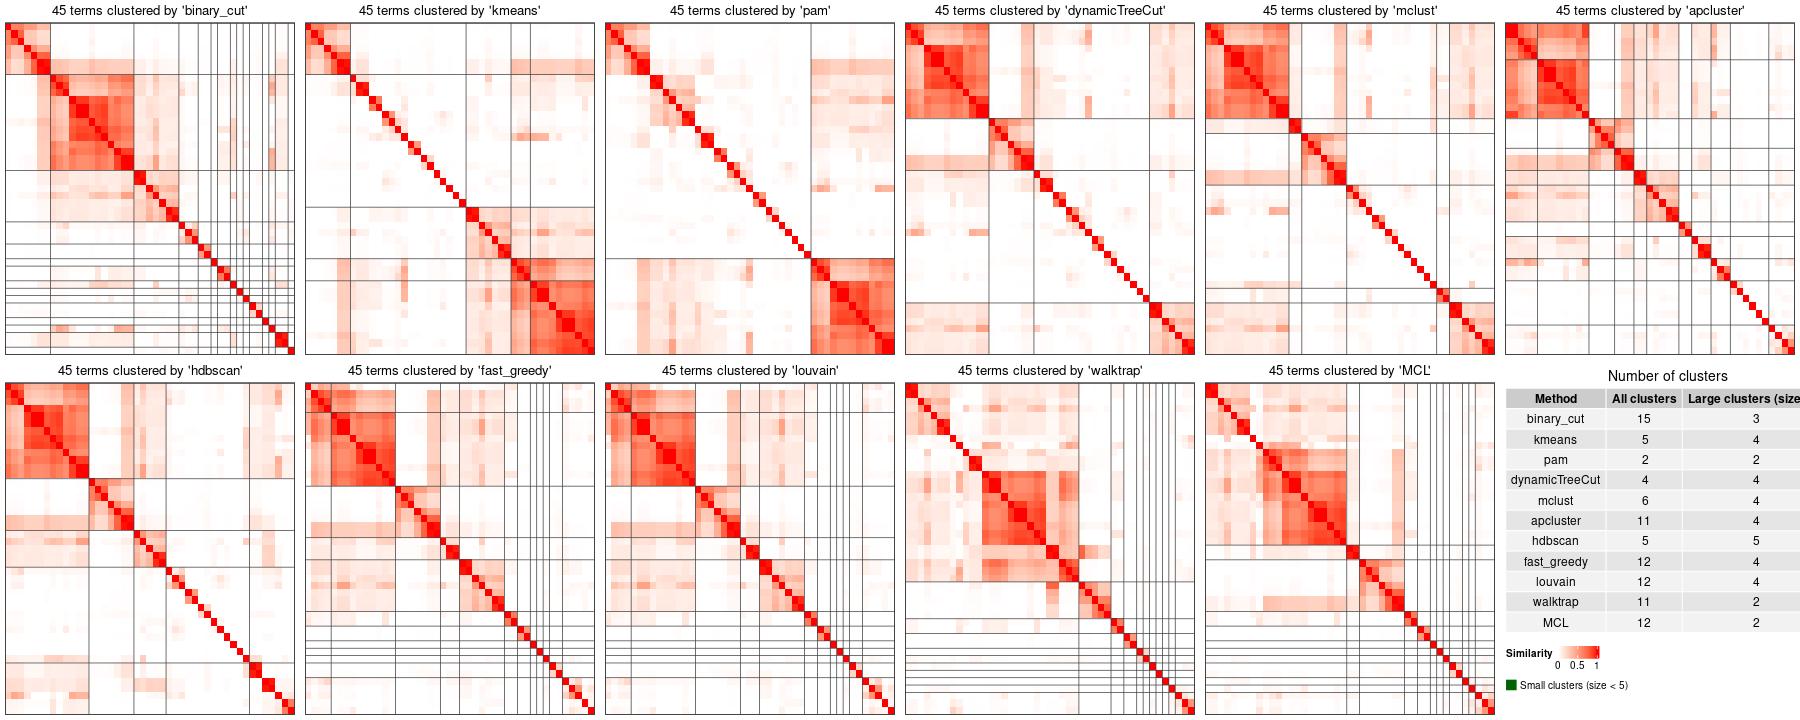 45 terms clustered by 'binary_cut'
45 terms clustered by 'kmeans'
45 terms clustered by 'pam'
45 terms clustered by 'dynamicTreeCut'
45 terms clustered by 'mclust'
45 terms clustered by 'apcluster'
45 terms clustered by 'hdbscan'
45 terms clustered by 'fast_greedy'
45 terms clustered by 'louvain'
45 terms clustered by 'walktrap'
45 terms clustered by 'MCL'
Number of clusters
Method All clusters Large clusters (size
binary_cut 15 3
kmeans 5 4
pam 2 2
dynamicTreeCut 4 4
mclust 6 4
apcluster 11 4
hdbscan 5 5
fast_greedy 12 4
louvain 12 4
walktrap 11 2
MCL 12 2
Similarity
0 0.5 1
Small clusters (size < 5)